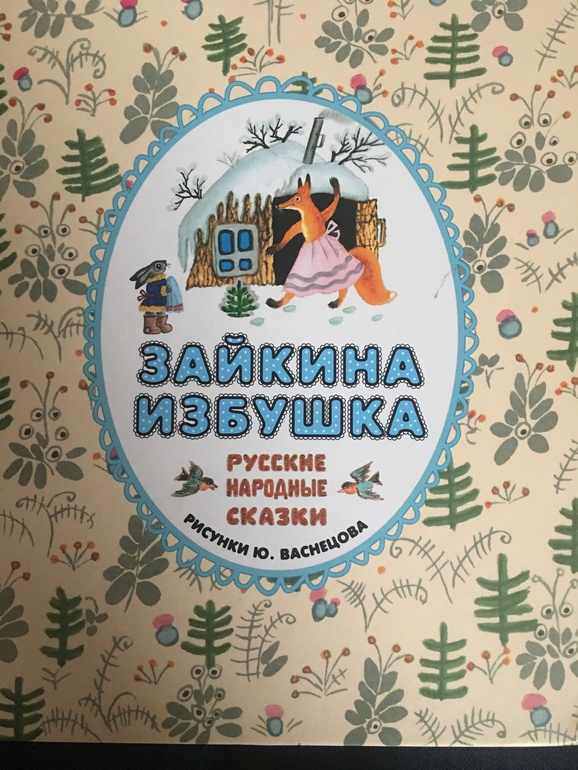 ЗАЙКИНА
ИЗБУШКА
РУССКИЕ
НАРОДНЫЕ
СКАЗКИ
РИСУНКИ Ю. ВАСНЕЦОВА